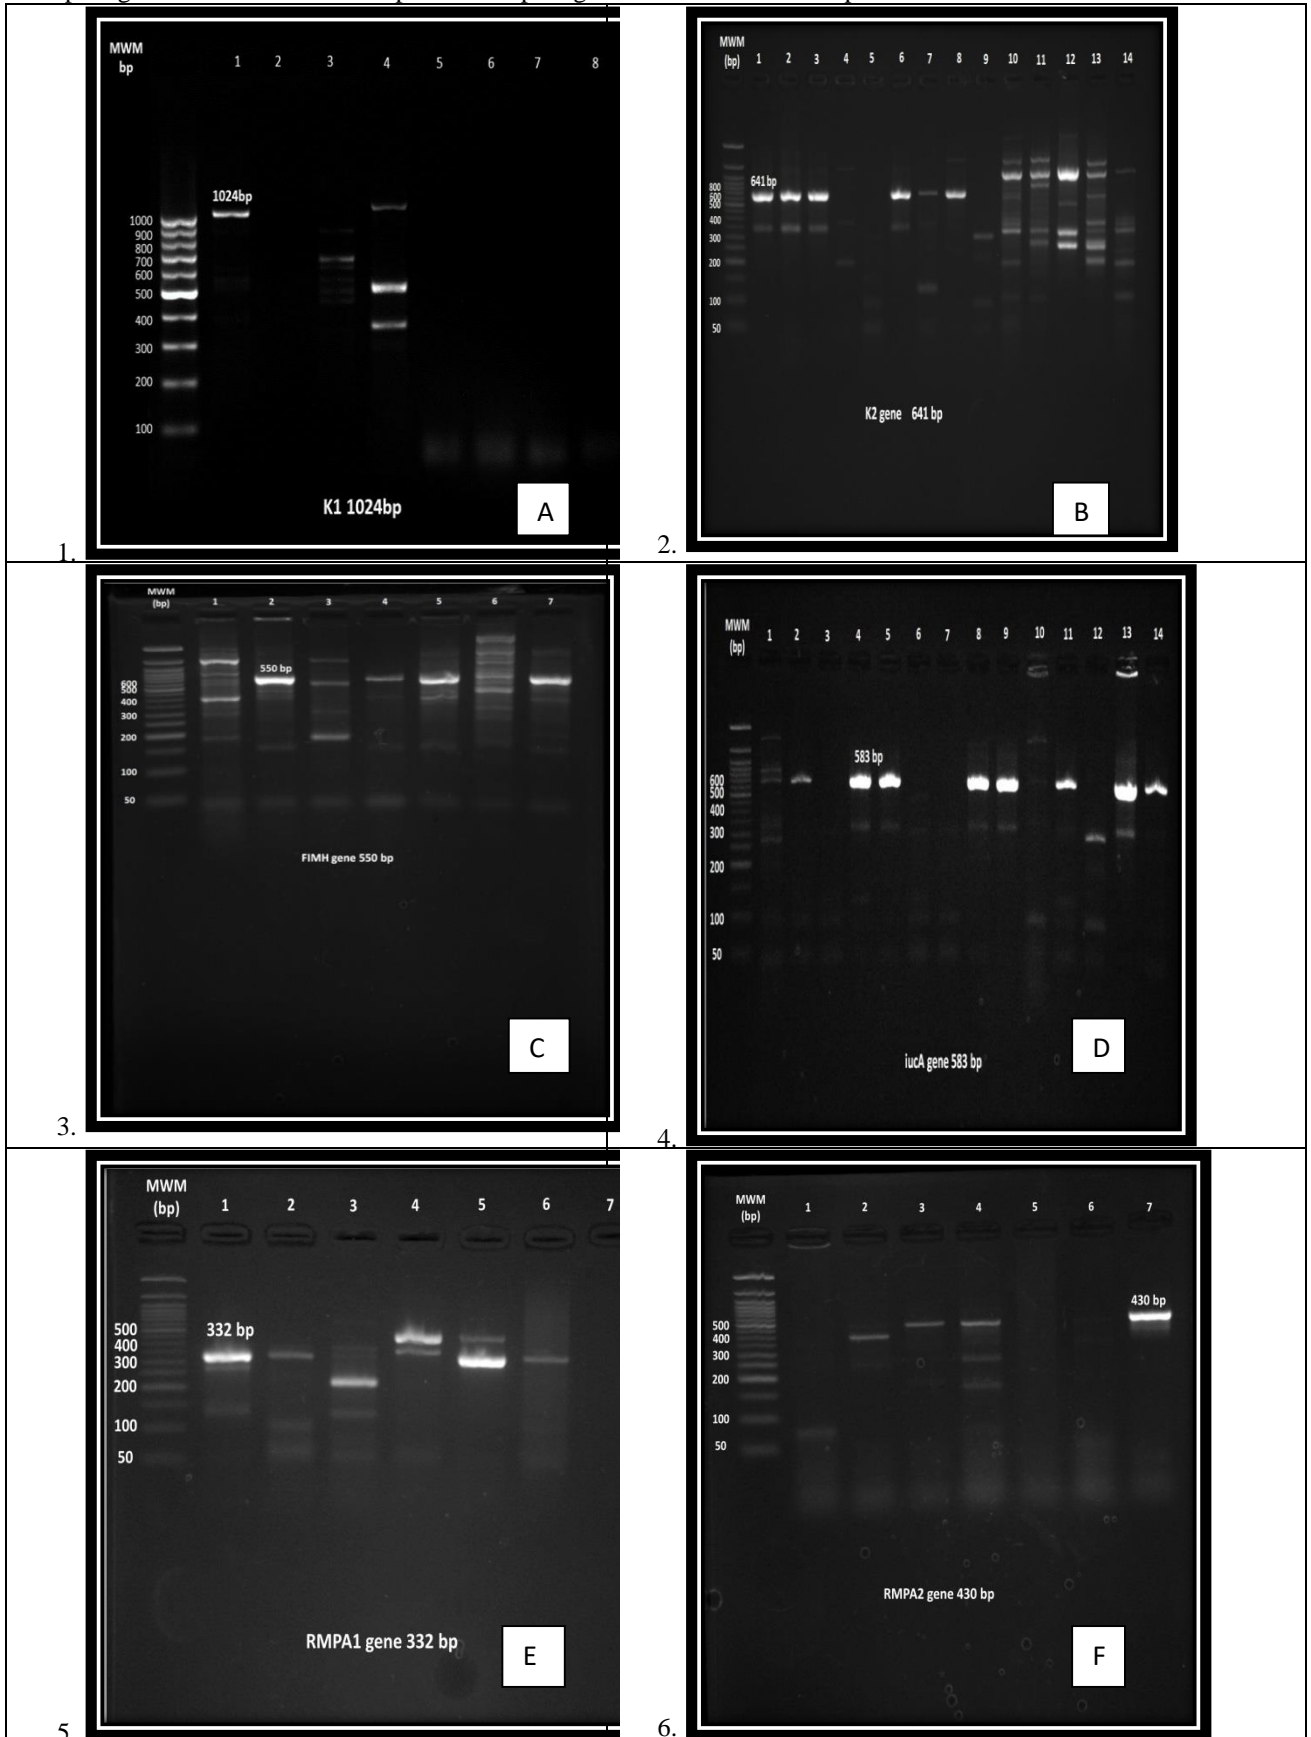 MWM
bp
1 2 3 4 5 6 7 8
1024bp
1000
900
800
700
600
500
400
300
200
100
K1 1024bp
A
1.
MWM
(bp)
1 2 3 4 5 6 7 8 9 10 11 12 13 14
641 bp
800
600
500
400
300
200
100
50
K2 gene 641 bp
B
2.
MWM
(bp)
1 2 3 4 5 6 7
550 bp
600
500
400
300
200
100
50
FIMH gene 550 bp
C
3.
MWM
(bp)
1 2 3 4 5 6 7 8 9 10 11 12 13 14
583 bp
600
500
400
300
200
100
50
iucA gene 583 bp
D
4.
MWM
(bp)
1 2 3 4 5 6 7
332 bp
500
400
300
200
100
50
RMPA1 gene 332 bp
E
5.
MWM
(bp)
1 2 3 4 5 6 7
430 bp
500
400
300
200
100
50
RMPA2 gene 430 bp
F
6.